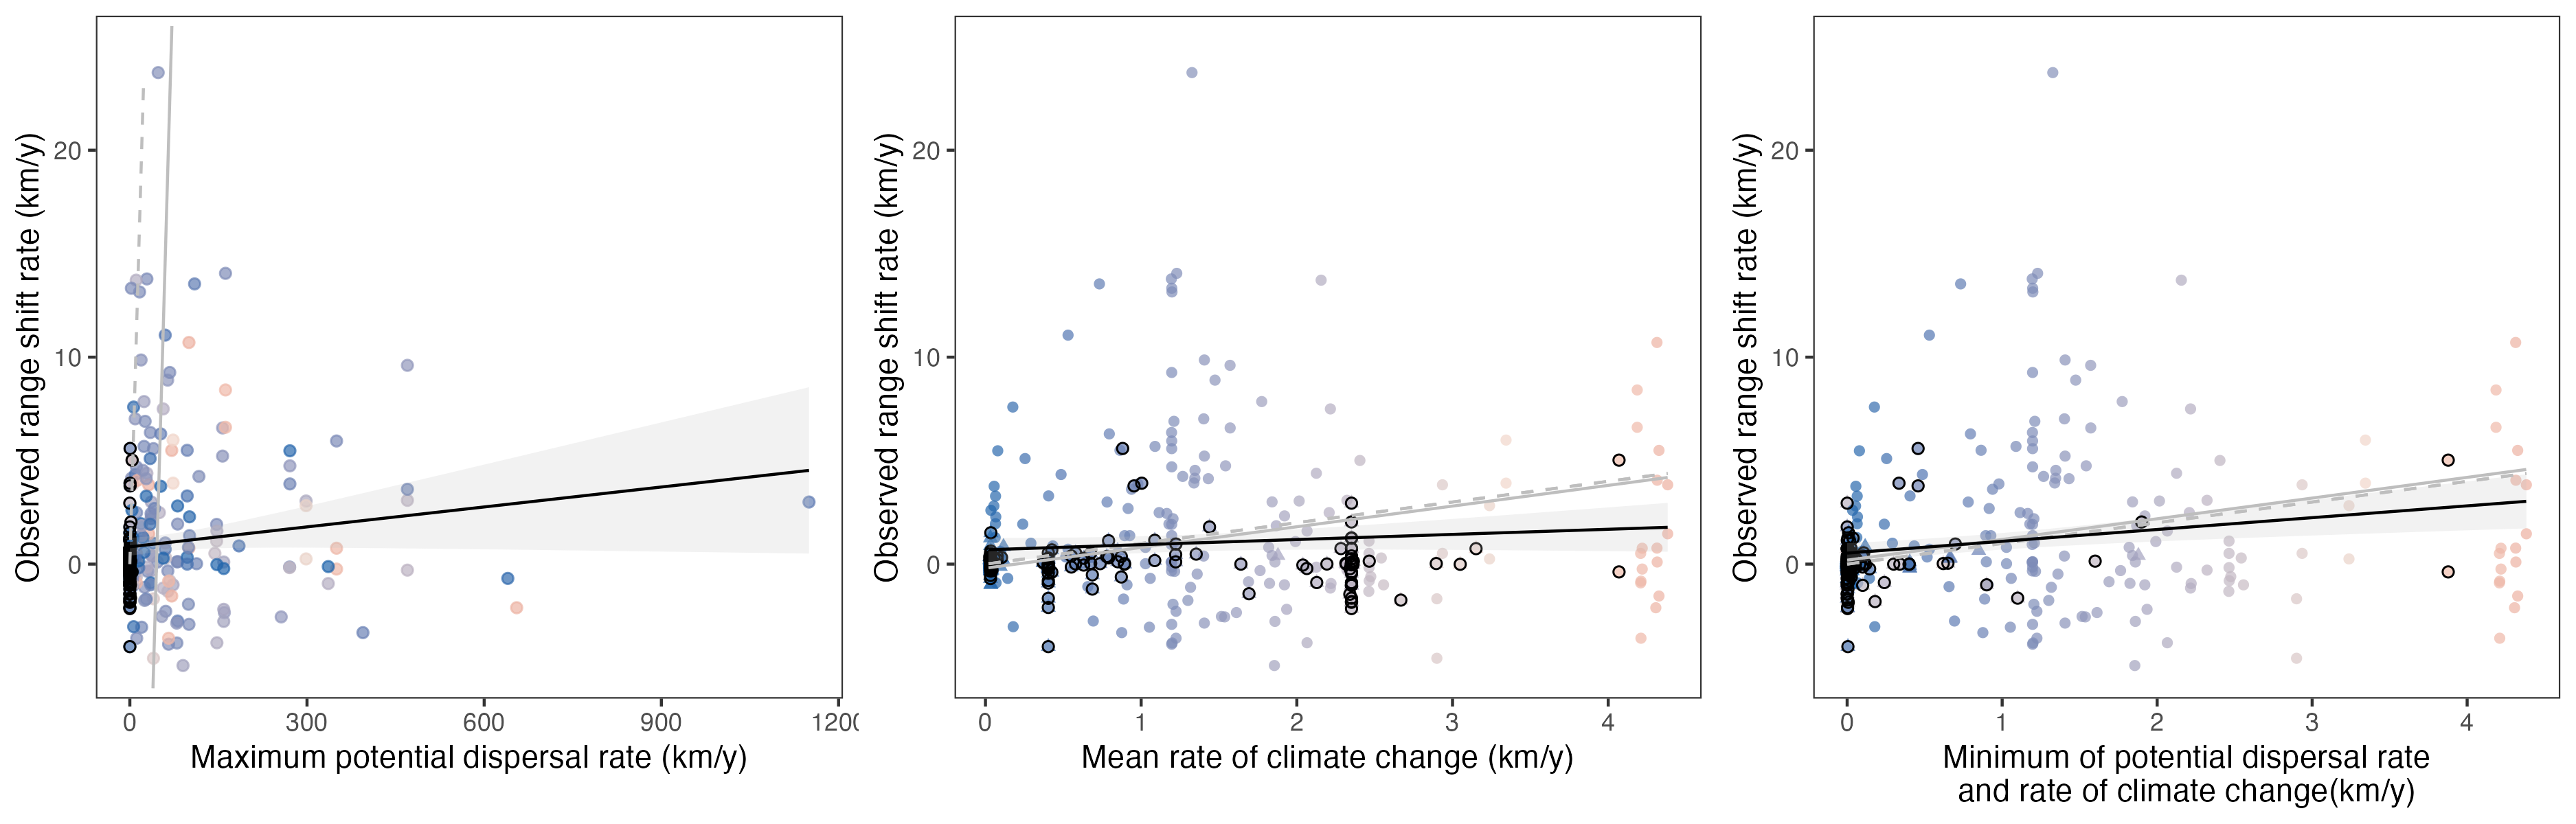 Observed range shift rate (km/y)
20
10
0
0 300 600 900 120
Maximum potential dispersal rate (km/y)
Observed range shift rate (km/y)
20
10
0
0 1 2 3 4
Mean rate of climate change (km/y)
Observed range shift rate (km/y)
20
10
0
0 1 2 3 4
Minimum of potential dispersal rate
and rate of climate change(km/y)